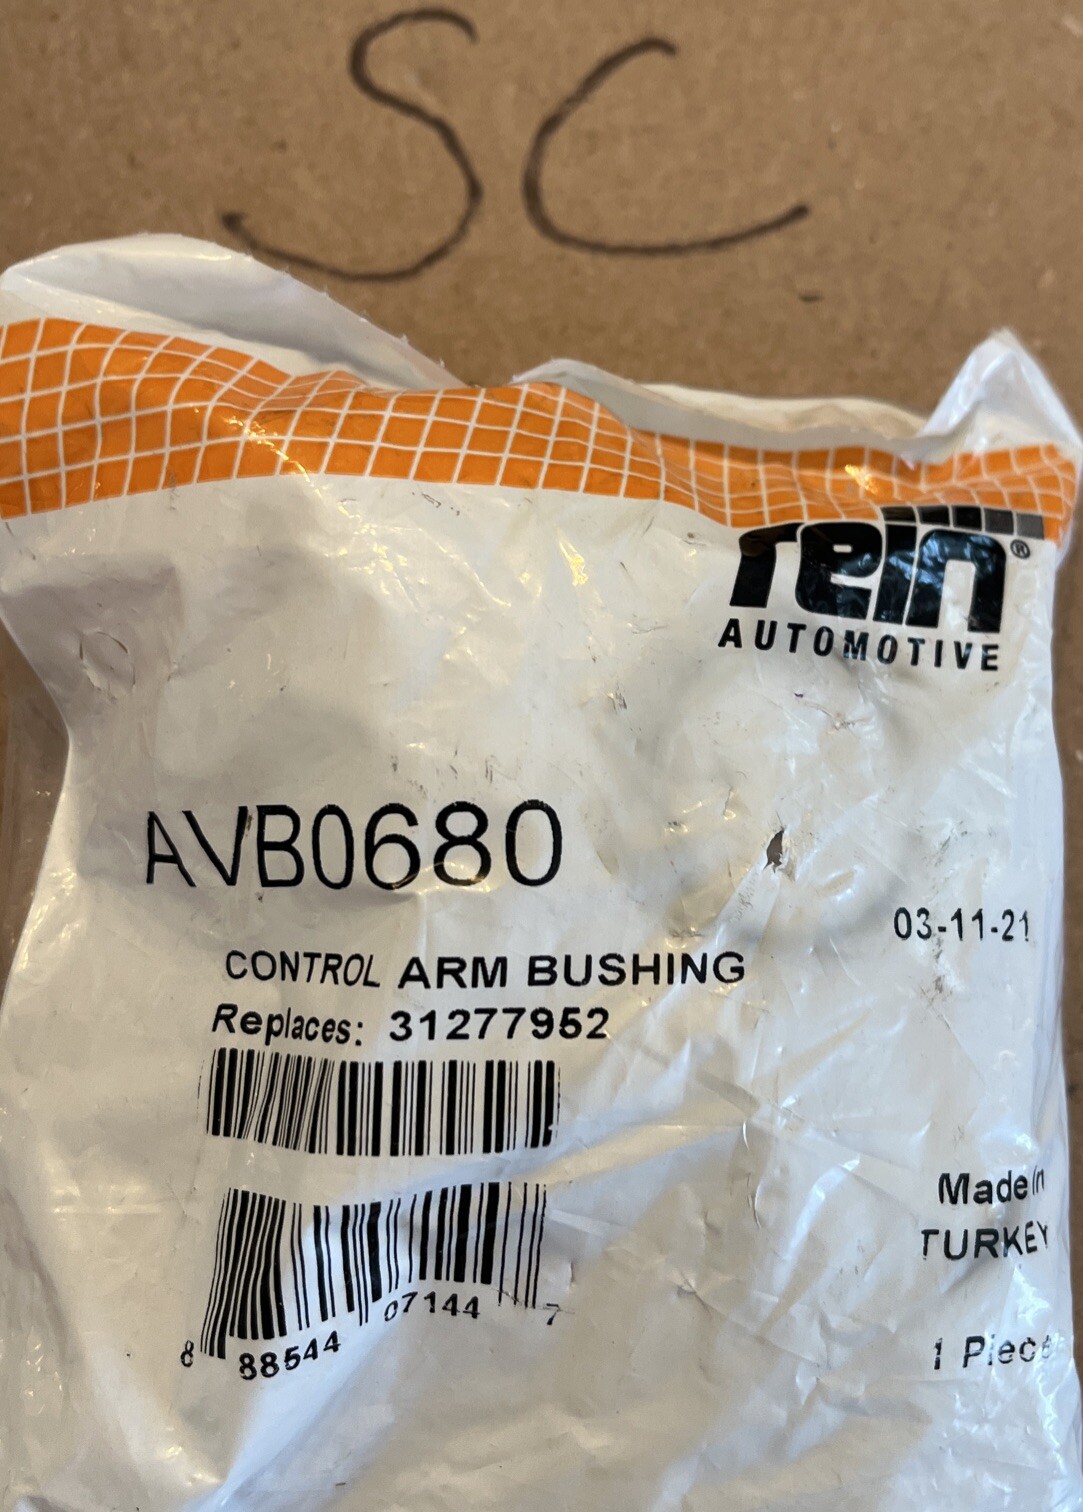 SC
rein®
AUTOMOTIVE
AVB0680
03-11-21
CONTROL ARM BUSHING
Replaces: 31277952
Made in
TURKEY
8 88544 07144 7
1 Piece